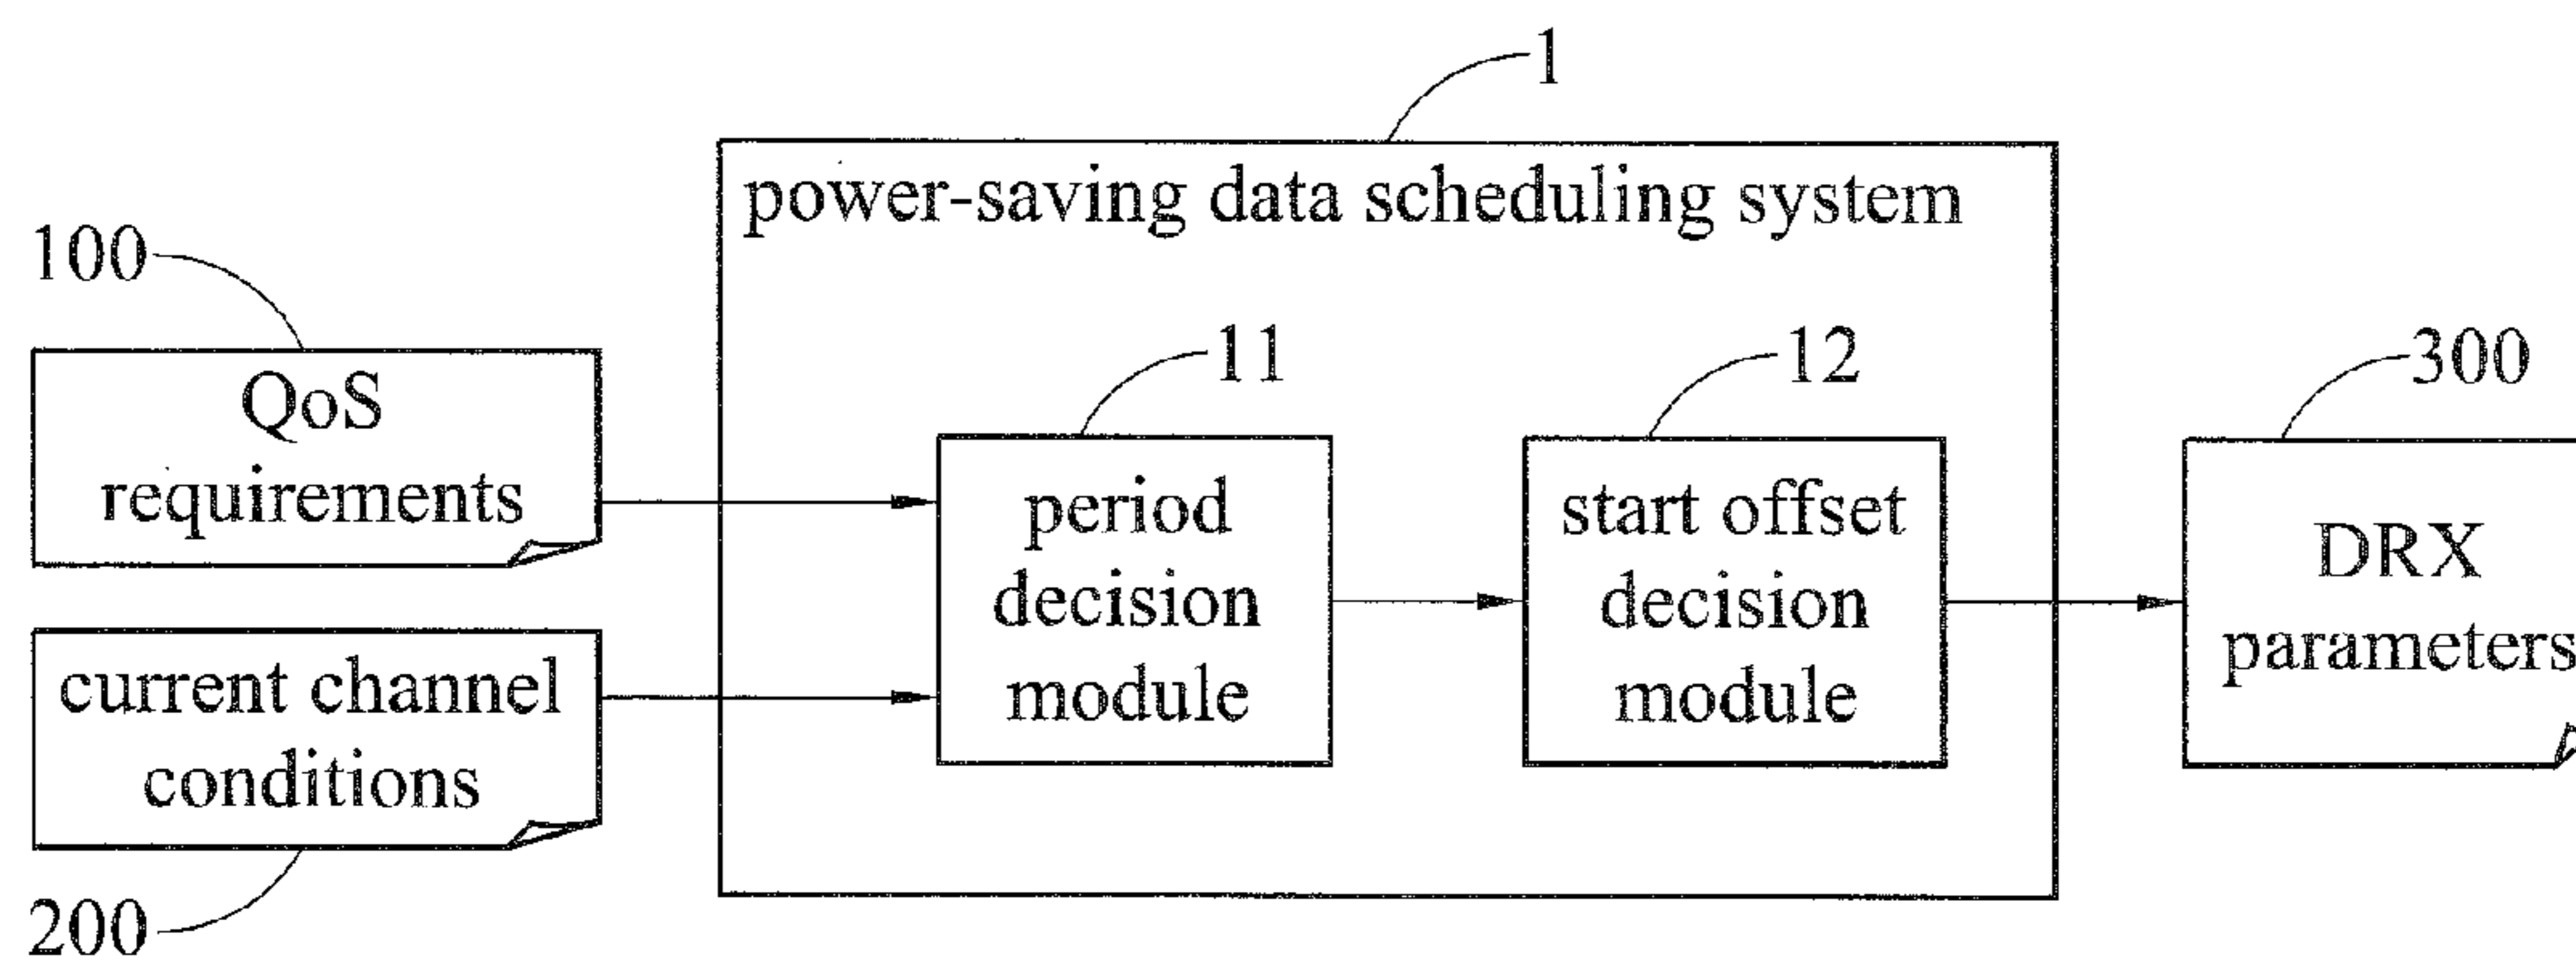 1
power-saving data scheduling system
100
QoS
requirements
11
period
decision
module
12
start offset
decision
module
300
DRX
parameters
current channel
conditions
200